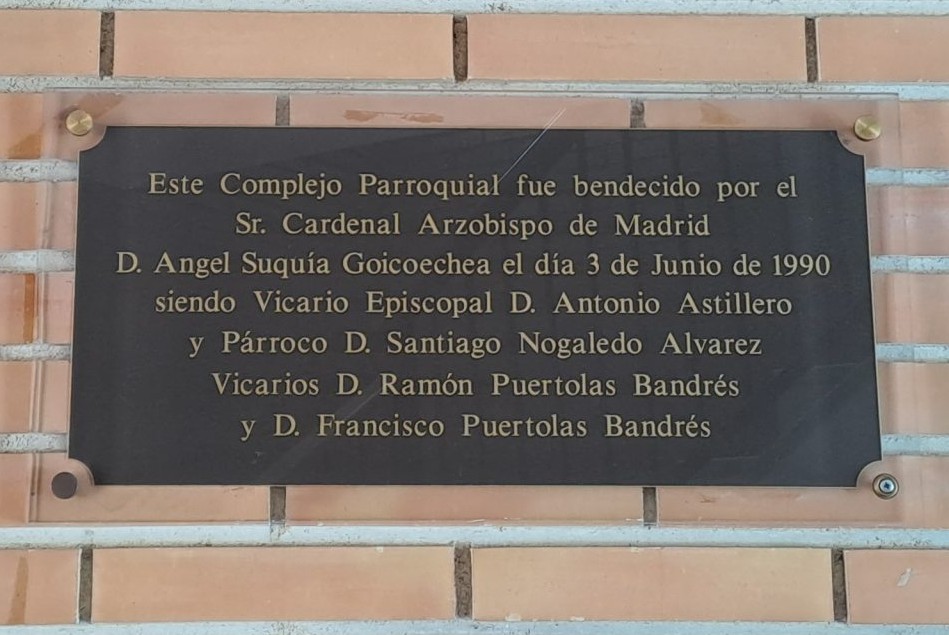 Este Complejo Parroquial fue bendecido por el
Sr. Cardenal Arzobispo de Madrid
D. Angel Suquía Goicoechea el día 3 de Junio de 1990
siendo Vicario Episcopal D. Antonio Astillero
y Párroco D. Santiago Nogaledo Alvarez
Vicarios D. Ramón Puertolas Bandrés
y D. Francisco Puertolas Bandrés